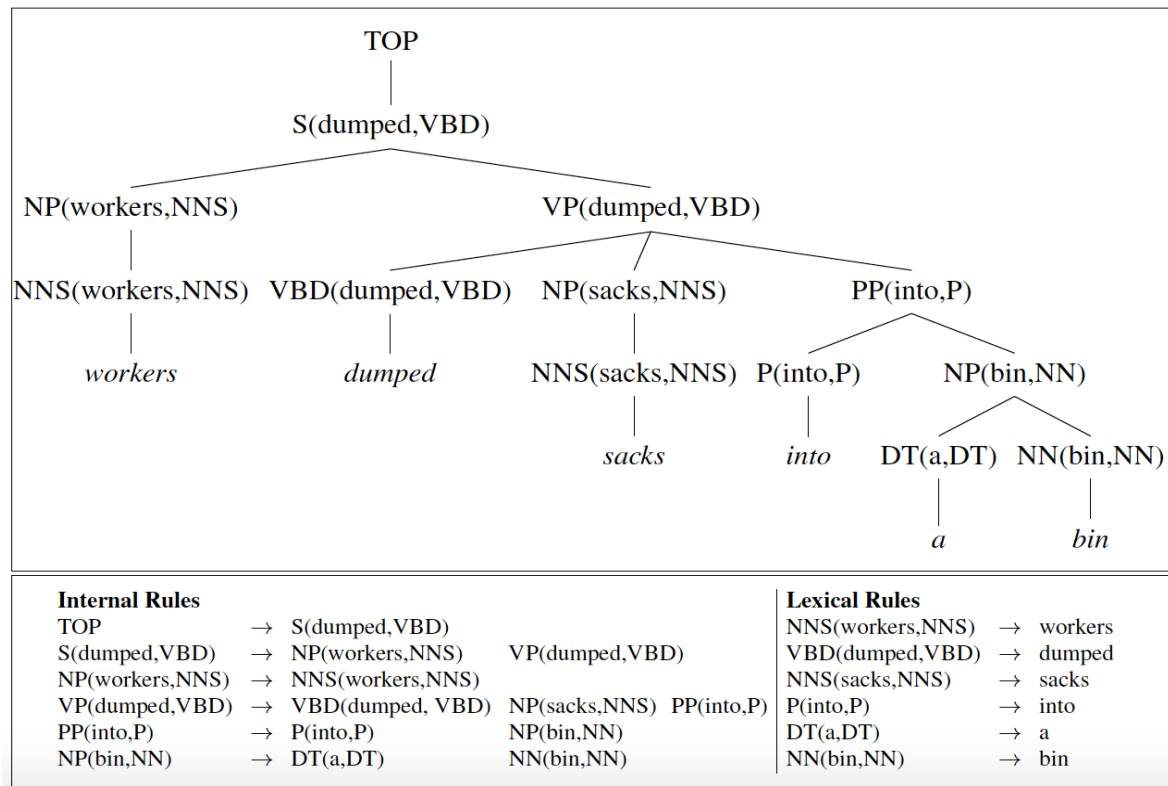 TOP
S(dumped,VBD)
NP(workers,NNS) VP(dumped,VBD)
NNS(workers,NNS) VBD(dumped,VBD) NP(sacks,NNS) PP(into,P)
workers dumped NNS(sacks,NNS) P(into,P) NP(bin,NN)
sacks into DT(a,DT) NN(bin,NN)
a bin
Internal Rules
TOP → S(dumped,VBD)
S(dumped,VBD) → NP(workers,NNS) VP(dumped,VBD)
NP(workers,NNS) → NNS(workers,NNS)
VP(dumped,VBD) → VBD(dumped, VBD) NP(sacks,NNS) PP(into,P)
PP(into,P) → P(into,P) NP(bin,NN)
NP(bin,NN) → DT(a,DT) NN(bin,NN)
Lexical Rules
NNS(workers,NNS) → workers
VBD(dumped,VBD) → dumped
NNS(sacks,NNS) → sacks
P(into,P) → into
DT(a,DT) → a
NN(bin,NN) → bin